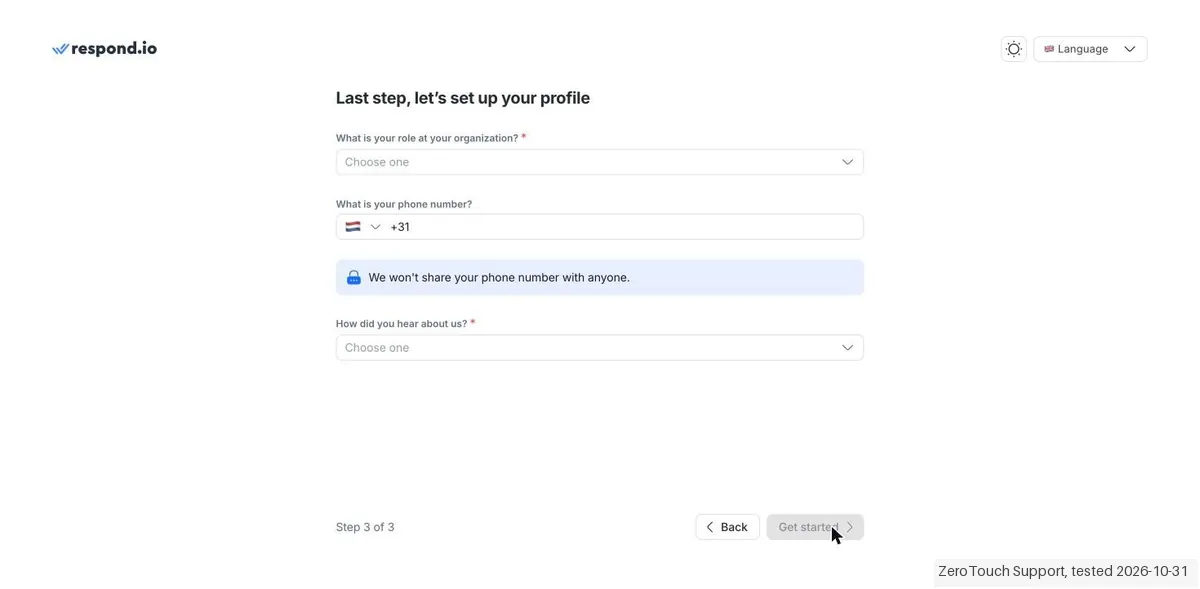 respond.io
Language
Last step, let’s set up your profile
What is your role at your organization? *
Choose one
What is your phone number?
+31
We won't share your phone number with anyone.
How did you hear about us? *
Choose one
Step 3 of 3
Back
Get started
ZeroTouch Support, tested 2026-10-31